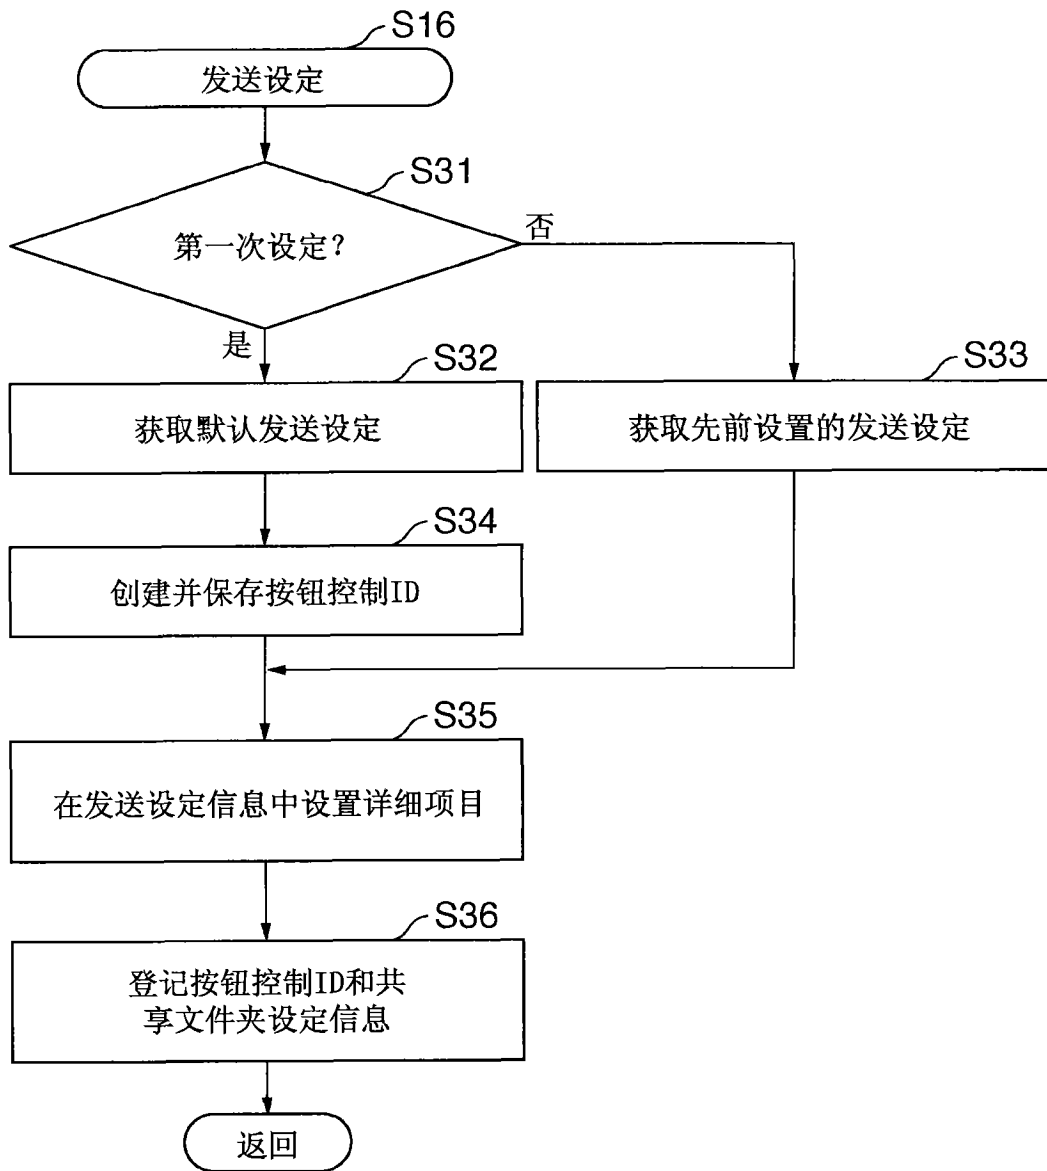 S16
发送设定
S31
第一次设定?
否
是
S32
获取默认发送设定
S33
获取先前设置的发送设定
S34
创建并保存按钮控制ID
S35
在发送设定信息中设置详细项目
S36
登记按钮控制ID和共
享文件夹设定信息
返回